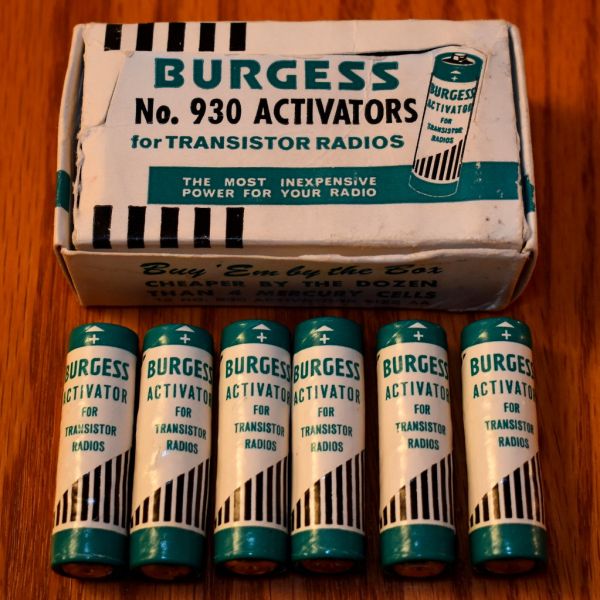 BURGESS
No. 930 ACTIVATORS
for TRANSISTOR RADIOS
THE MOST INEXPENSIVE
POWER FOR YOUR RADIO
+
BURGESS
ACTIVATOR
FOR
TRANSISTOR
RADIOS
Buy 'Em by the Box
CHEAPER BY THE DOZEN
THAN 4 MERCURY CELLS
+
BURGESS
ACTIVATOR
FOR
TRANSISTOR
RADIOS
+
BURGESS
ACTIVATOR
FOR
TRANSISTOR
RADIOS
+
BURGESS
ACTIVATOR
FOR
TRANSISTOR
RADIOS
+
BURGESS
ACTIVATOR
FOR
TRANSISTOR
RADIOS
+
BURGESS
ACTIVATOR
FOR
TRANSISTOR
RADIOS
+
BURGESS
ACTIVATOR
FOR
TRANSISTOR
RADIOS